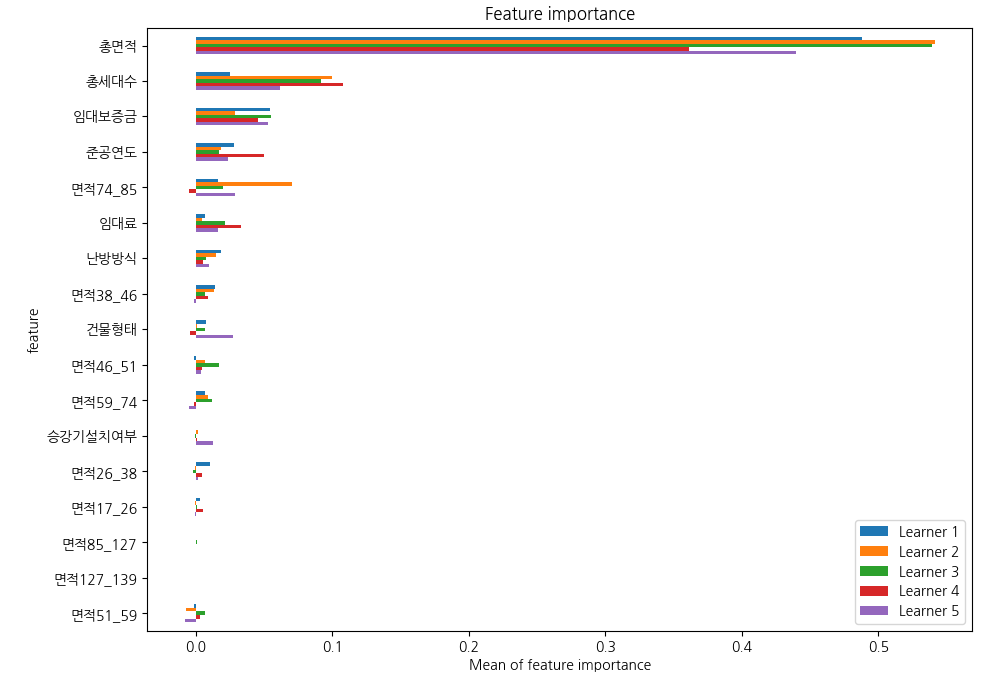 Feature importance
총면적
총세대수
임대보증금
준공연도
면적74_85
임대료
난방방식
면적38_46
건물형태
면적46_51
면적59_74
승강기설치여부
면적26_38
면적17_26
면적85_127
면적127_139
면적51_59
feature
0.0 0.1 0.2 0.3 0.4 0.5
Mean of feature importance
Learner 1
Learner 2
Learner 3
Learner 4
Learner 5